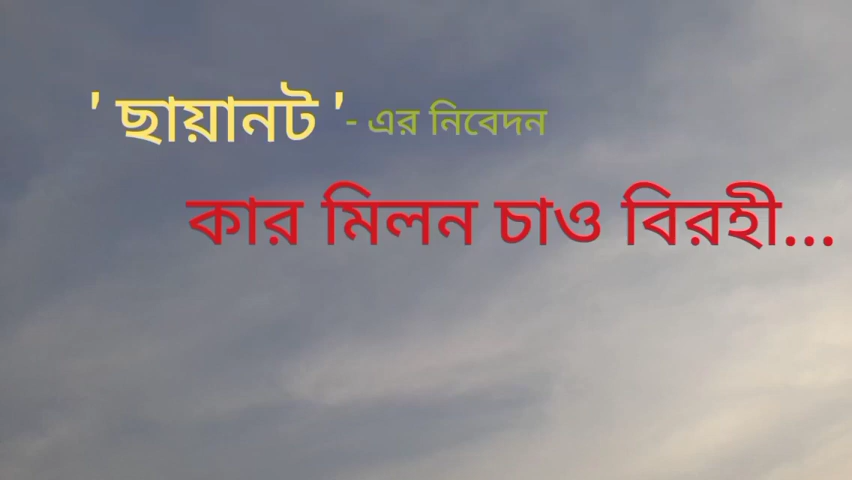 ' ছায়ানট '- এর নিবেদন
কার মিলন চাও বিরহী...